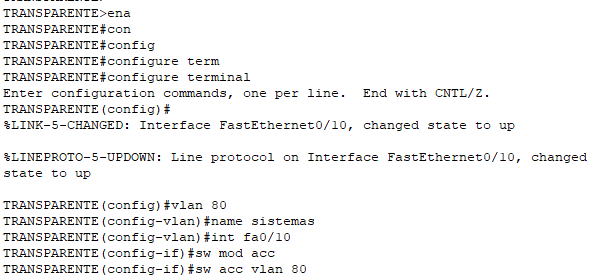 TRANSPARENTE>ena
TRANSPARENTE#con
TRANSPARENTE#config
TRANSPARENTE#configure term
TRANSPARENTE#configure terminal
Enter configuration commands, one per line.  End with CNTL/Z.
TRANSPARENTE(config)#
%LINK-5-CHANGED: Interface FastEthernet0/10, changed state to up
%LINEPROTO-5-UPDOWN: Line protocol on Interface FastEthernet0/10, changed
state to up
TRANSPARENTE(config)#vlan 80
TRANSPARENTE(config-vlan)#name sistemas
TRANSPARENTE(config-vlan)#int fa0/10
TRANSPARENTE(config-if)#sw mod acc
TRANSPARENTE(config-if)#sw acc vlan 80